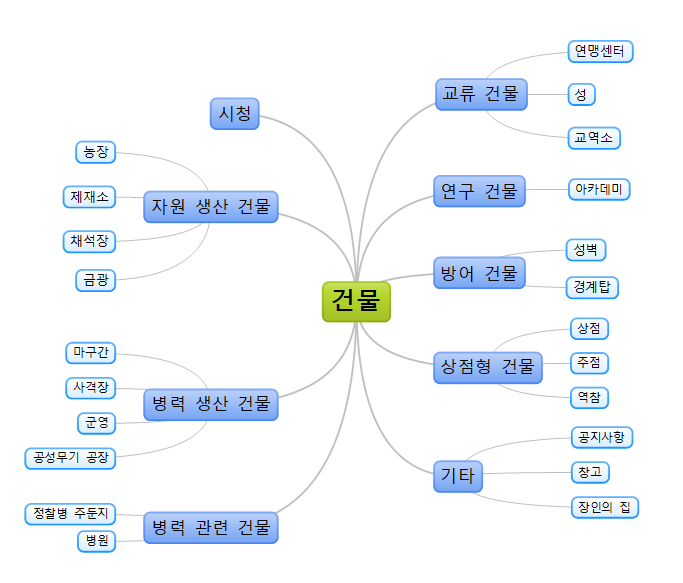 건물
시청
자원 생산 건물
농장
제재소
채석장
금광
병력 생산 건물
마구간
사격장
군영
공성무기 공장
병력 관련 건물
정찰병 주둔지
병원
교류 건물
연맹센터
성
교역소
연구 건물
아카데미
방어 건물
성벽
경계탑
상점형 건물
상점
주점
역참
기타
공지사항
창고
장인의 집